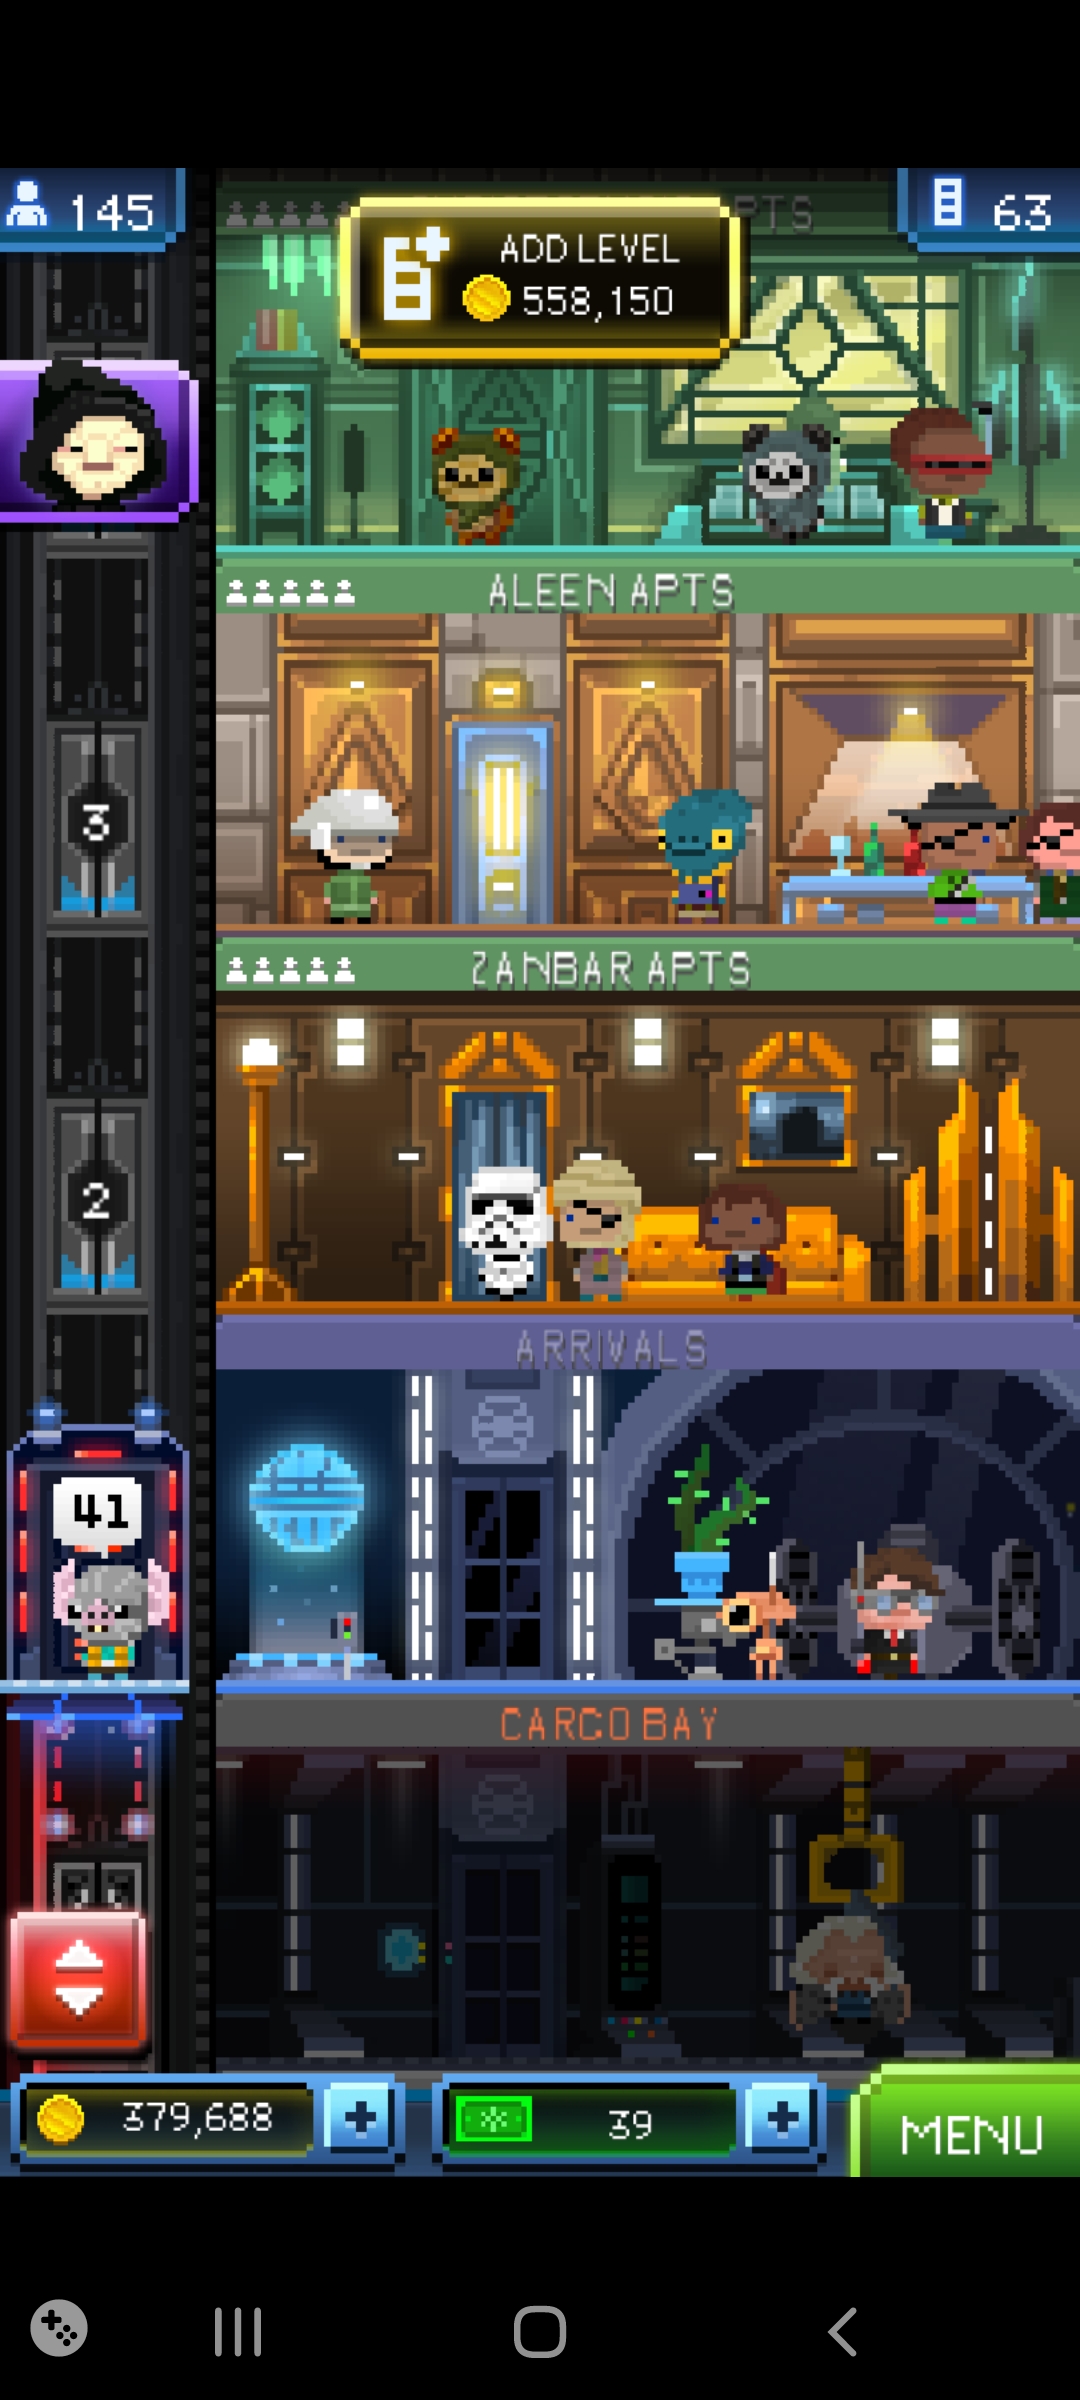 145
PTS
63
ADD LEVEL
558,150
ALEEN APTS
3
ZANBAR APTS
2
ARRIVALS
41
CARGO BAY
379,688
39
MENU